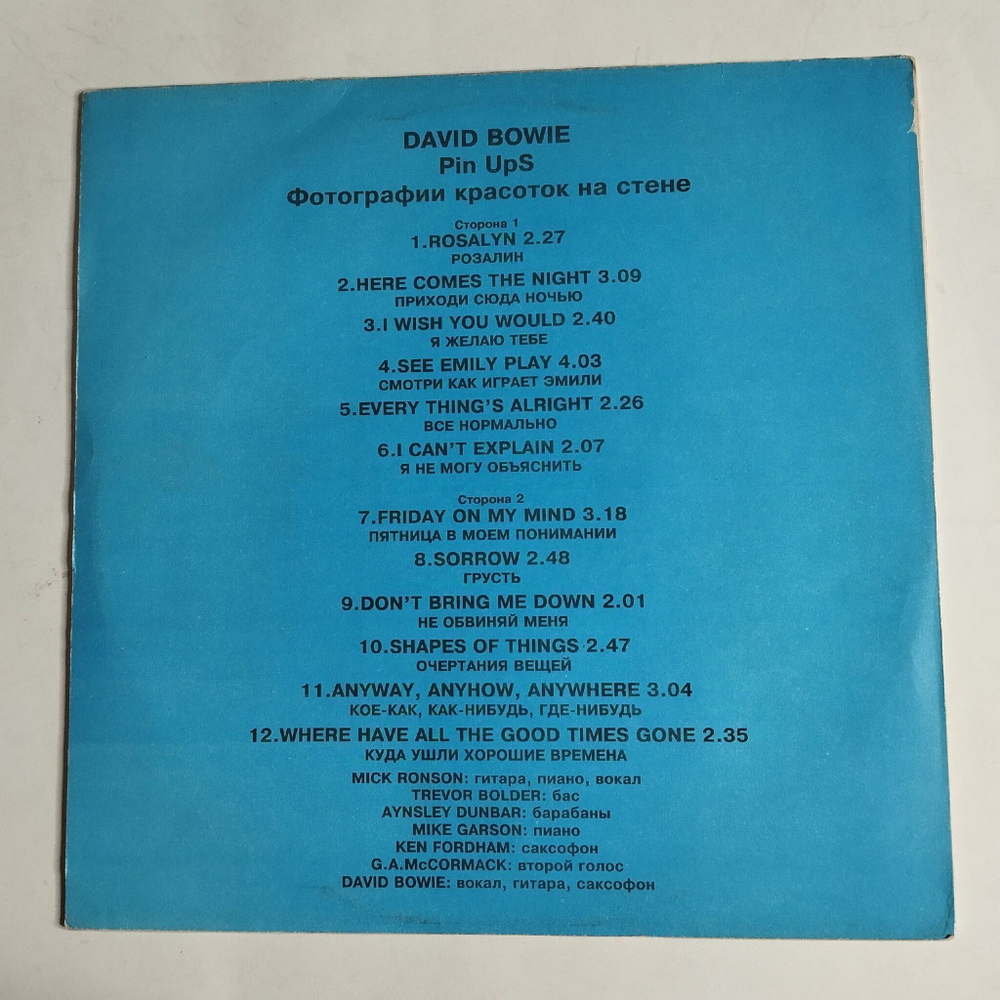 DAVID BOWIE
Pin UpS
Фотографии красоток на стене
Сторона 1
1.ROSALYN 2.27
РОЗАЛИН
2.HERE COMES THE NIGHT 3.09
ПРИХОДИ СЮДА НОЧЬЮ
3.I WISH YOU WOULD 2.40
Я ЖЕЛАЮ ТЕБЕ
4.SEE EMILY PLAY 4.03
СМОТРИ КАК ИГРАЕТ ЭМИЛИ
5.EVERY THING'S ALRIGHT 2.26
ВСЕ НОРМАЛЬНО
6.I CAN'T EXPLAIN 2.07
Я НЕ МОГУ ОБЪЯСНИТЬ
Сторона 2
7.FRIDAY ON MY MIND 3.18
ПЯТНИЦА В МОЕМ ПОНИМАНИИ
8.SORROW 2.48
ГРУСТЬ
9.DON'T BRING ME DOWN 2.01
НЕ ОБВИНЯЙ МЕНЯ
10.SHAPES OF THINGS 2.47
ОЧЕРТАНИЯ ВЕЩЕЙ
11.ANYWAY, ANYHOW, ANYWHERE 3.04
КОЕ-КАК, КАК-НИБУДЬ, ГДЕ-НИБУДЬ
12.WHERE HAVE ALL THE GOOD TIMES GONE 2.35
КУДА УШЛИ ХОРОШИЕ ВРЕМЕНА
MICK RONSON: гитара, пиано, вокал
TREVOR BOLDER: бас
AYNSLEY DUNBAR: барабаны
MIKE GARSON: пиано
KEN FORDHAM: саксофон
G.A.McCORMACK: второй голос
DAVID BOWIE: вокал, гитара, саксофон